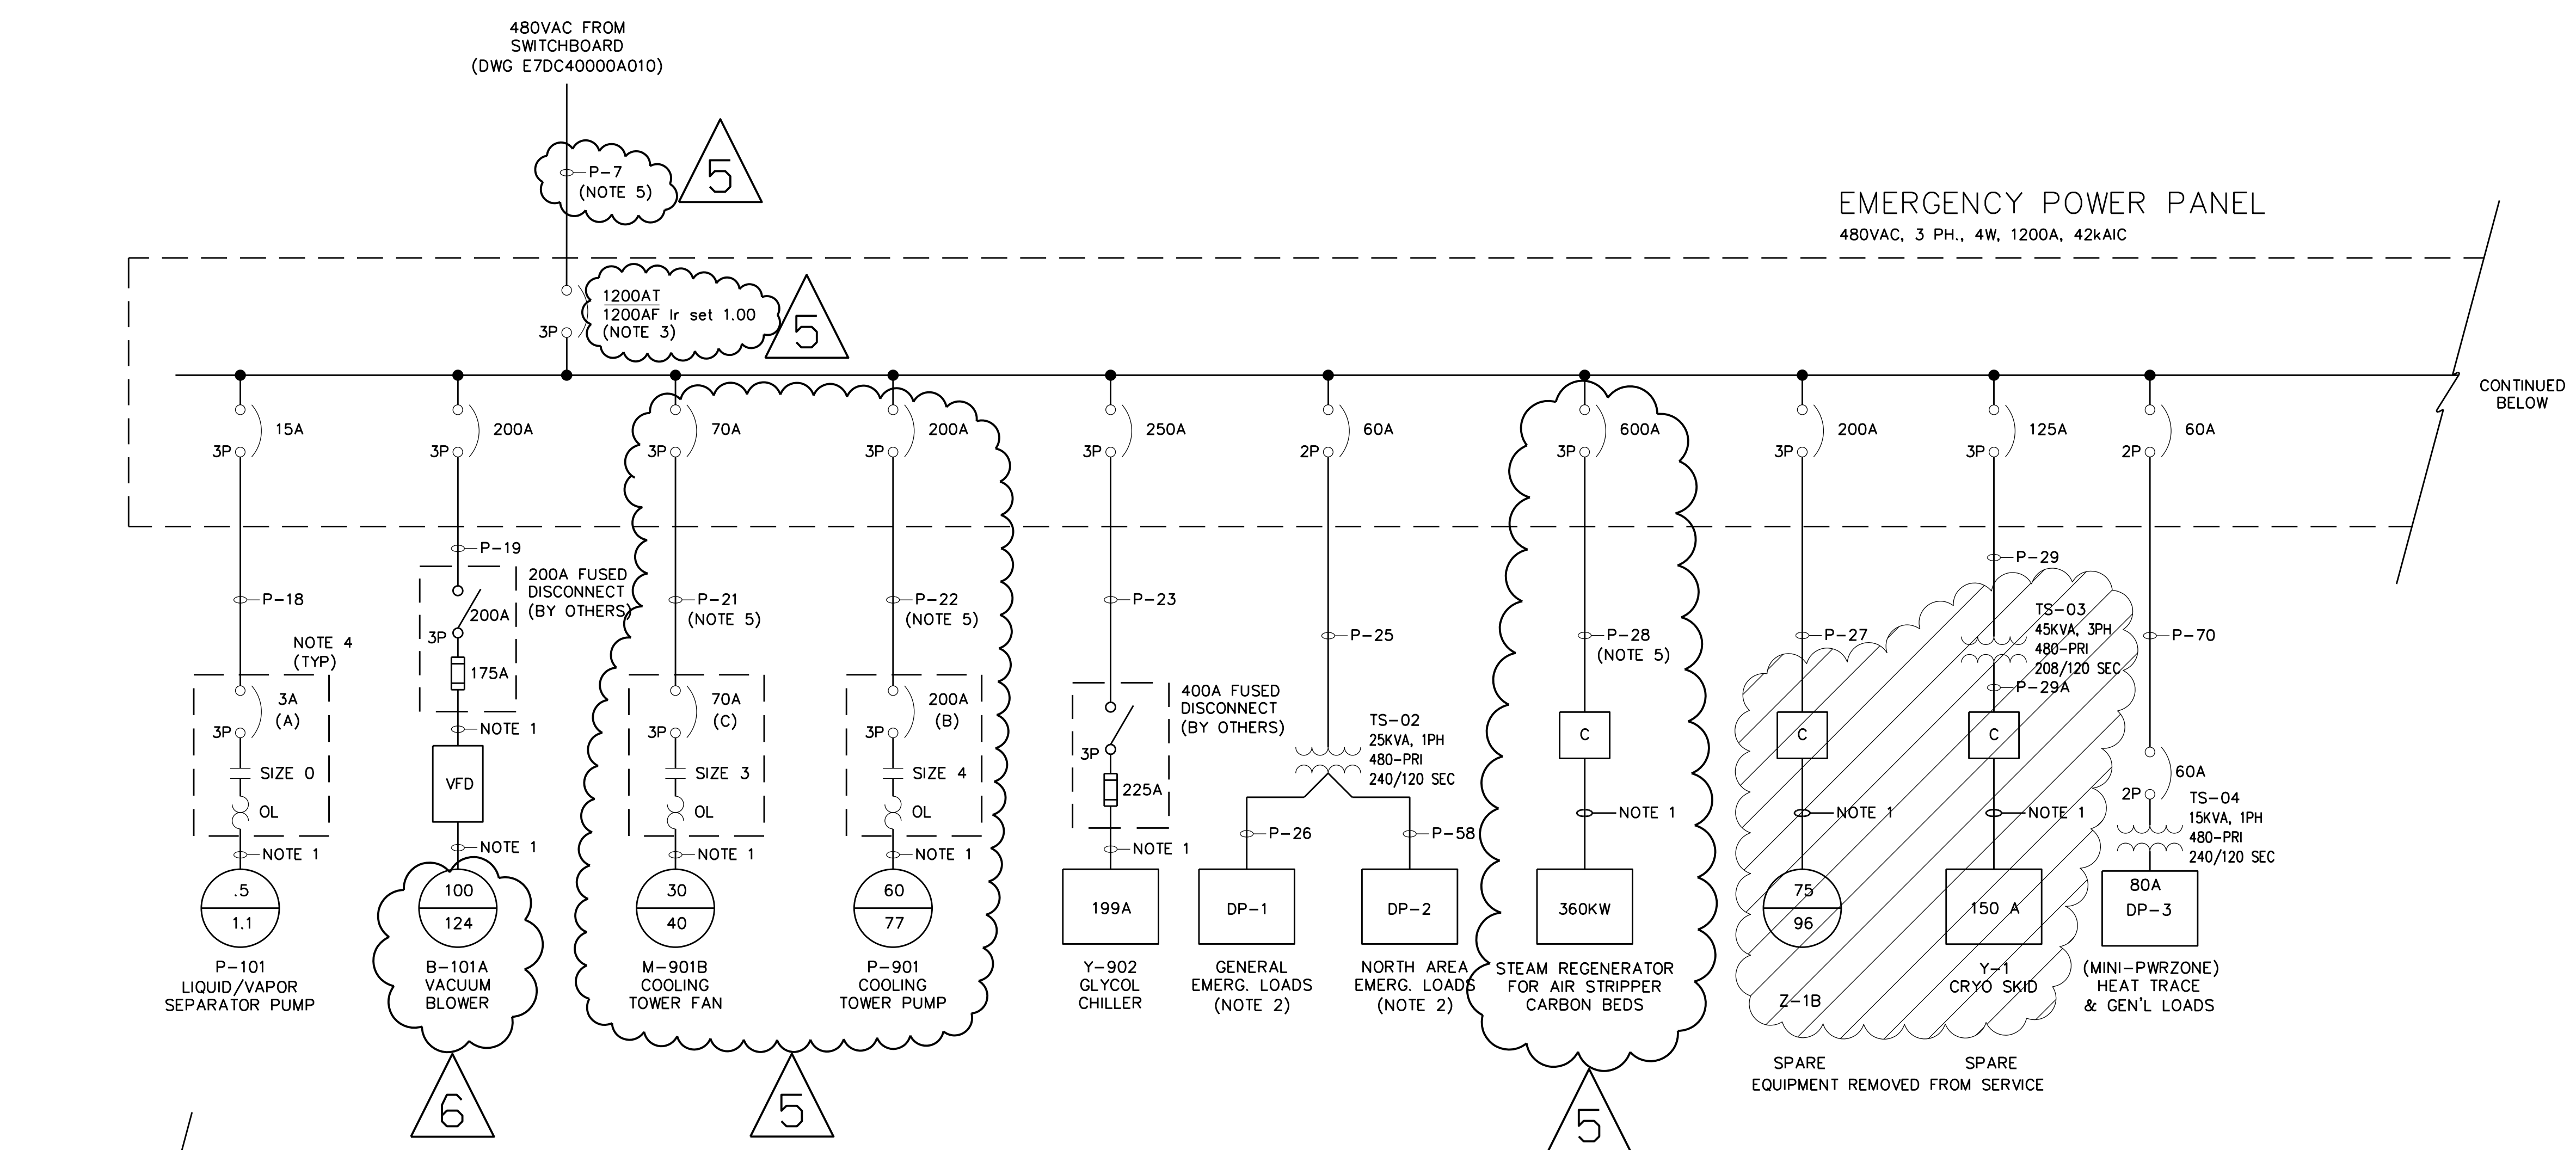 480VAC FROM
SWITCHBOARD
(DWG E7DC40000A010)
P-7
(NOTE 5)
5
EMERGENCY POWER PANEL
480VAC, 3 PH., 4W, 1200A, 42kAIC
1200AT
1200AF Ir set 1.00
(NOTE 3)
3P
5
CONTINUED
BELOW
15A
3P
P-18
NOTE 4
(TYP)
3A
(A)
3P
SIZE 0
OL
NOTE 1
.5
1.1
P-101
LIQUID/VAPOR
SEPARATOR PUMP
200A
3P
P-19
200A FUSED
DISCONNECT
(BY OTHERS)
200A
3P
175A
NOTE 1
VFD
NOTE 1
100
124
B-101A
VACUUM
BLOWER
6
70A
3P
P-21
(NOTE 5)
70A
(C)
3P
SIZE 3
OL
NOTE 1
30
40
M-901B
COOLING
TOWER FAN
200A
3P
P-22
(NOTE 5)
200A
(B)
3P
SIZE 4
OL
NOTE 1
60
77
P-901
COOLING
TOWER PUMP
5
250A
3P
P-23
400A FUSED
DISCONNECT
(BY OTHERS)
3P
225A
NOTE 1
199A
Y-902
GLYCOL
CHILLER
60A
2P
P-25
TS-02
25KVA, 1PH
480-PRI
240/120 SEC
P-26
P-58
DP-1
GENERAL
EMERG. LOADS
(NOTE 2)
DP-2
NORTH AREA
EMERG. LOADS
(NOTE 2)
600A
3P
P-28
(NOTE 5)
C
NOTE 1
360KW
STEAM REGENERATOR
FOR AIR STRIPPER
CARBON BEDS
5
200A
3P
P-27
C
NOTE 1
75
96
Z-1B
SPARE
125A
3P
P-29
TS-03
45KVA, 3PH
480-PRI
208/120 SEC
P-29A
C
NOTE 1
150 A
Y-1
CRYO SKID
SPARE
EQUIPMENT REMOVED FROM SERVICE
60A
2P
P-70
60A
2P
TS-04
15KVA, 1PH
480-PRI
240/120 SEC
80A
DP-3
(MINI-PWRZONE)
HEAT TRACE
& GEN'L LOADS